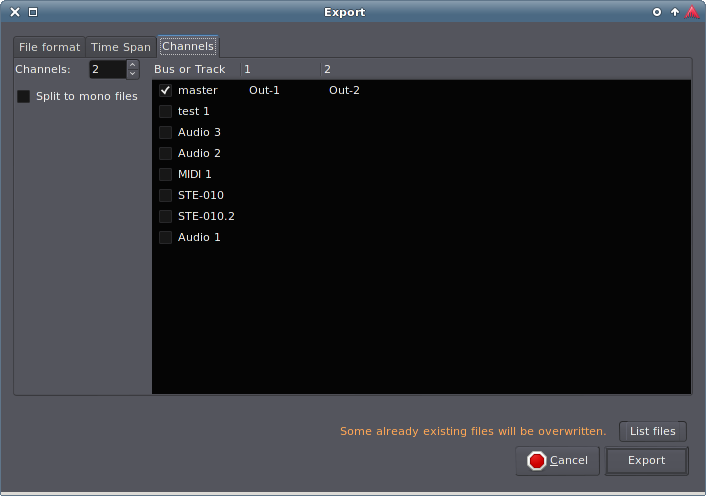 Export
File format Time Span Channels
Channels: 2 Bus or Track 1 2
Split to mono files
master Out-1 Out-2
test 1
Audio 3
Audio 2
MIDI 1
STE-010
STE-010.2
Audio 1
Some already existing files will be overwritten. List files
Cancel Export